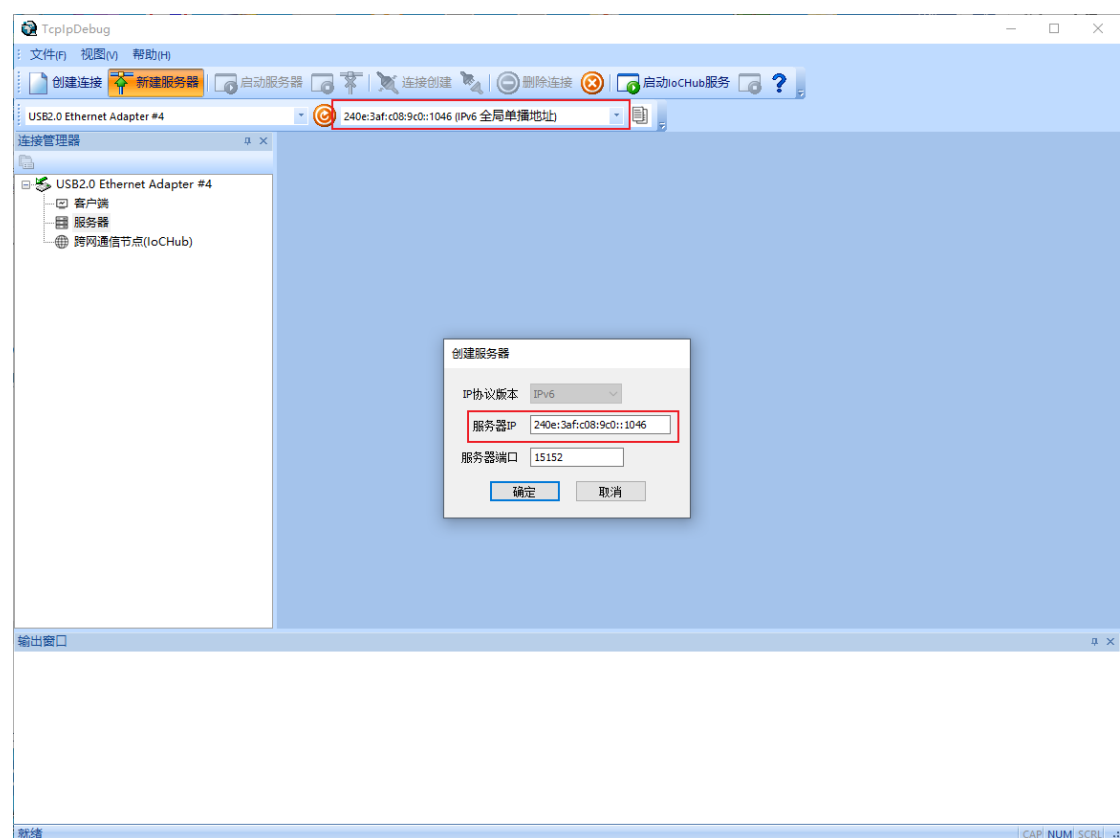 TcpIpDebug
文件(F) 视图(V) 帮助(H)
创建连接 新建服务器 启动服务器 连接创建 删除连接 启动IoCHub服务
USB2.0 Ethernet Adapter #4 240e:3af:c08:9c0::1046 (IPv6 全局单播地址)
连接管理器
USB2.0 Ethernet Adapter #4
客户端
服务器
跨网通信节点(IoCHub)
创建服务器
IP协议版本 IPv6
服务器IP 240e:3af:c08:9c0::1046
服务器端口 15152
确定 取消
输出窗口
就绪 CAP NUM SCRL